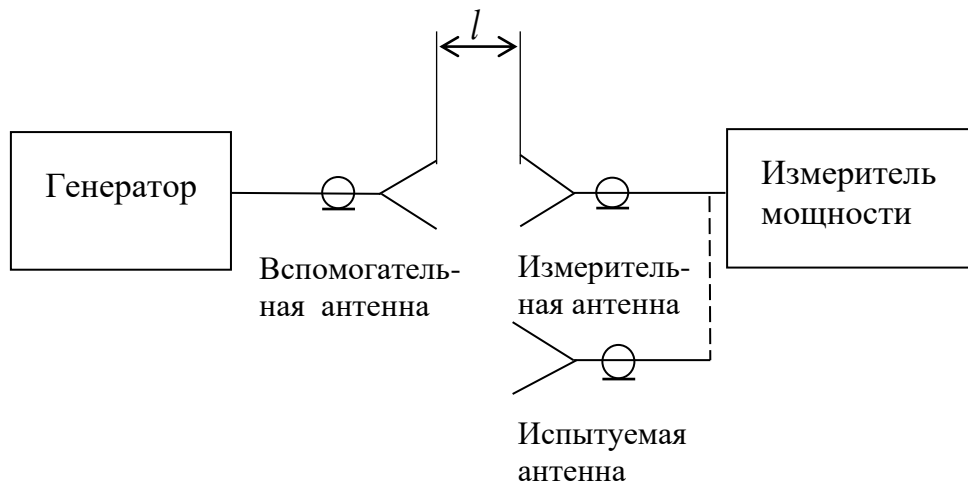 l
Генератор
Измеритель
мощности
Вспомогатель-
ная антенна
Измеритель-
ная антенна
Испытуемая
антенна